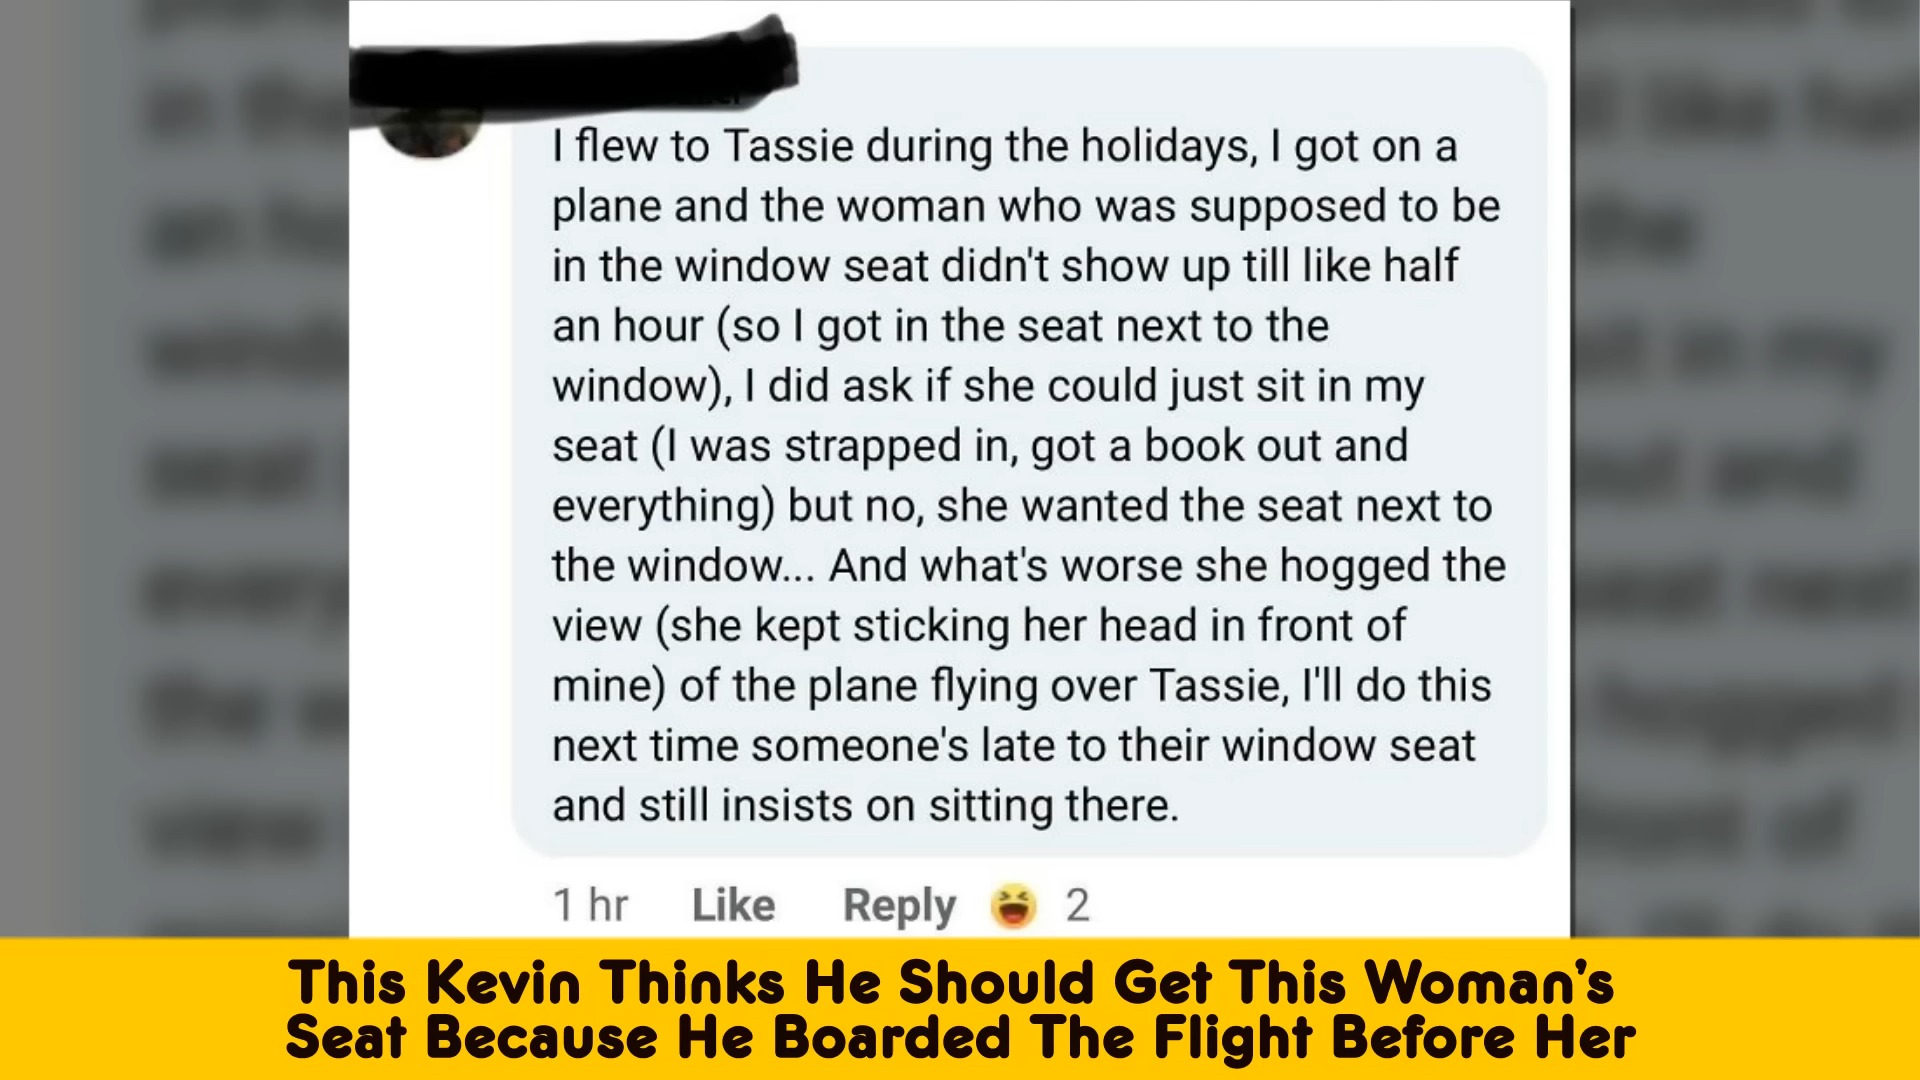 I flew to Tassie during the holidays, I got on a
plane and the woman who was supposed to be
in the window seat didn't show up till like half
an hour (so I got in the seat next to the
window), I did ask if she could just sit in my
seat (I was strapped in, got a book out and
everything) but no, she wanted the seat next to
the window... And what's worse she hogged the
view (she kept sticking her head in front of
mine) of the plane flying over Tassie, I'll do this
next time someone's late to their window seat
and still insists on sitting there.
1 hr Like Reply 😆 2
This Kevin Thinks He Should Get This Woman’s
Seat Because He Boarded The Flight Before Her